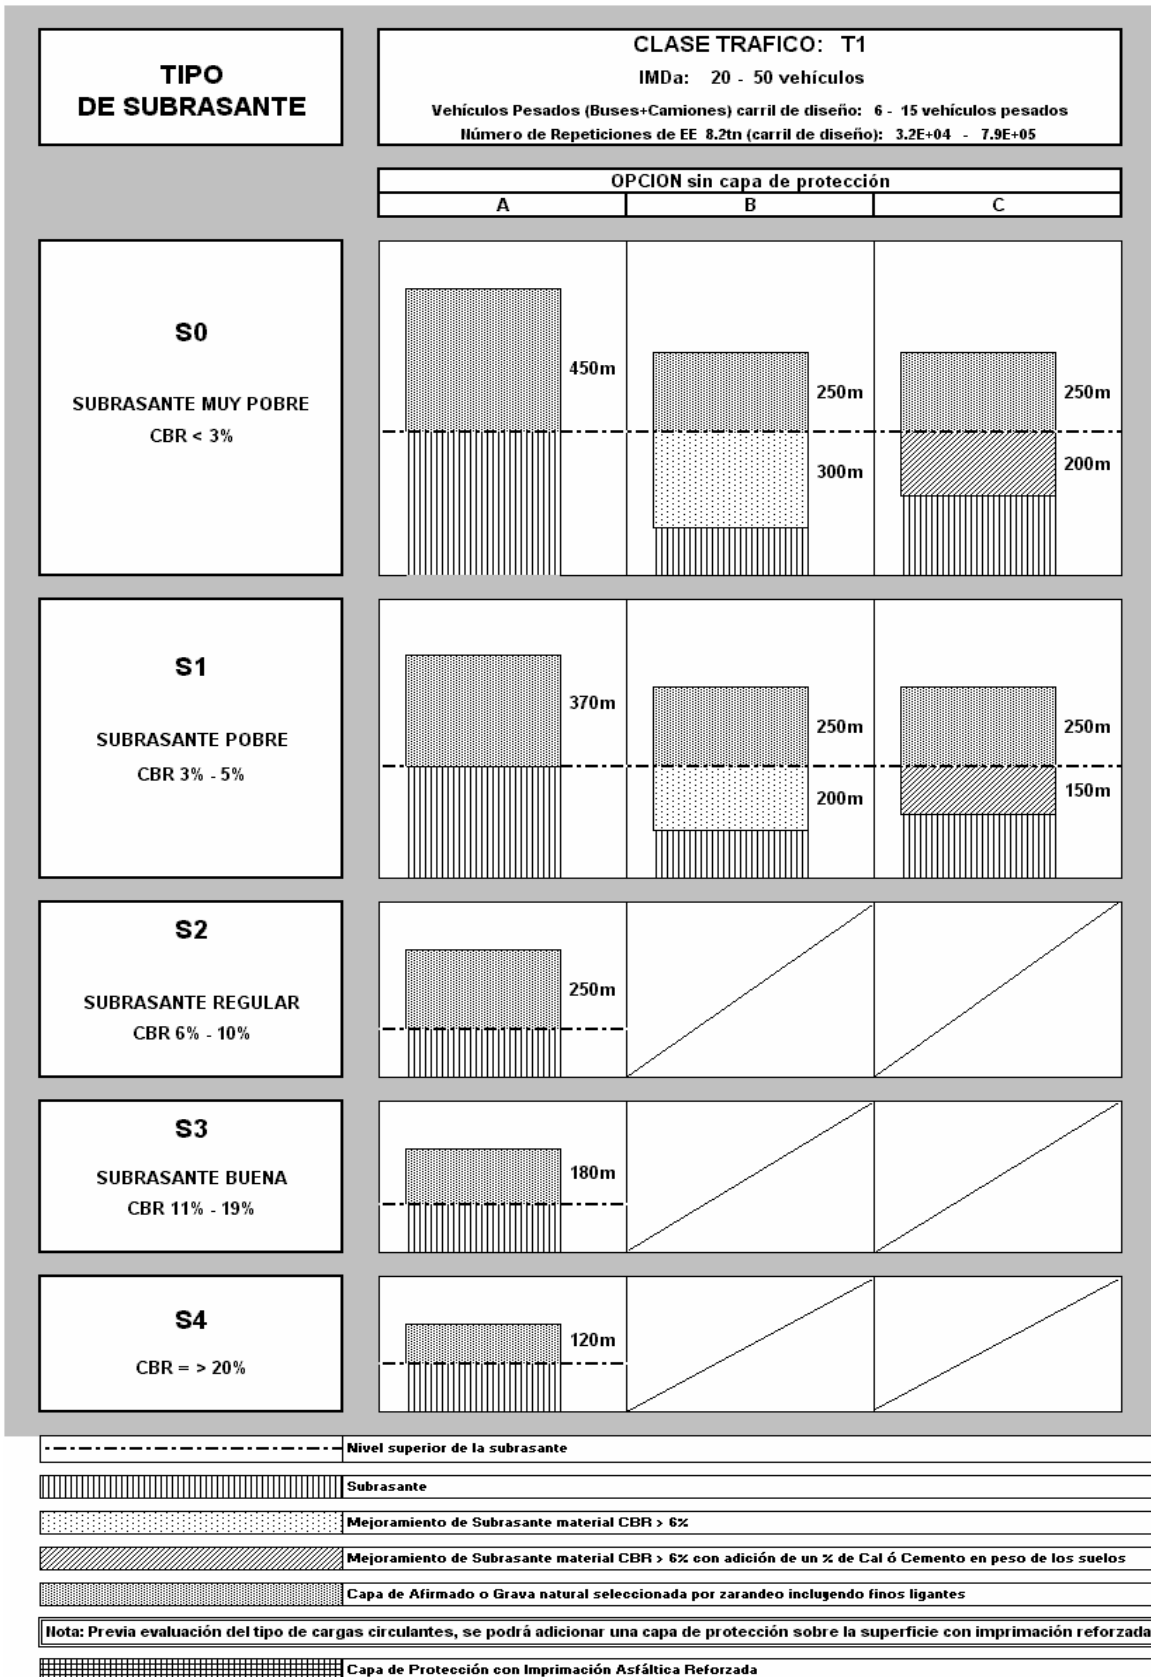 TIPO
DE SUBRASANTE
CLASE TRAFICO: T1
IMDa: 20 - 50 vehículos
Vehículos Pesados (Buses+Camiones) carril de diseño: 6 - 15 vehículos pesados
Número de Repeticiones de EE 8.2tn (carril de diseño): 3.2E+04 - 7.9E+05
OPCION sin capa de protección
A B C
S0
SUBRASANTE MUY POBRE
CBR < 3%
450m
250m
300m
250m
200m
S1
SUBRASANTE POBRE
CBR 3% - 5%
370m
250m
200m
250m
150m
S2
SUBRASANTE REGULAR
CBR 6% - 10%
250m
S3
SUBRASANTE BUENA
CBR 11% - 19%
180m
S4
CBR = > 20%
120m
Nivel superior de la subrasante
Subrasante
Mejoramiento de Subrasante material CBR > 6%
Mejoramiento de Subrasante material CBR > 6% con adición de un % de Cal ó Cemento en peso de los suelos
Capa de Afirmado o Grava natural seleccionada por zarandeo incluyendo finos ligantes
Nota: Previa evaluación del tipo de cargas circulantes, se podrá adicionar una capa de protección sobre la superficie con imprimación reforzada
Capa de Protección con Imprimación Asfáltica Reforzada